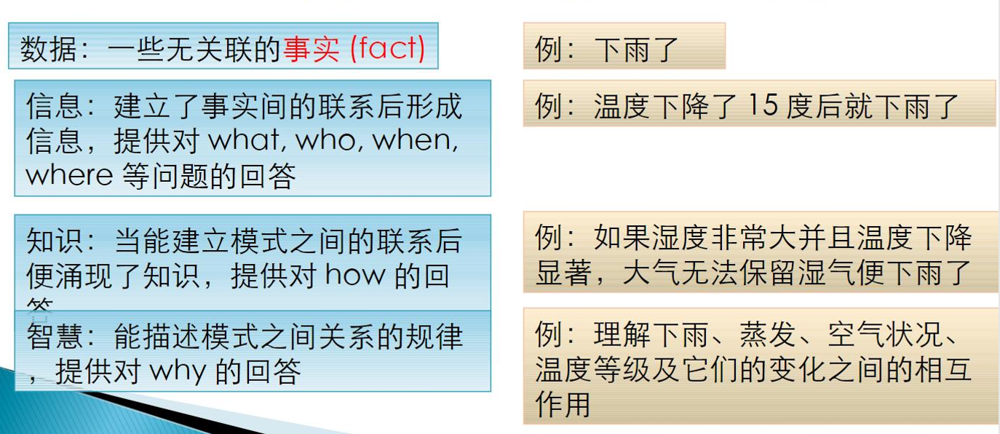 数据：一些无关联的事实 (fact)
例：下雨了
信息：建立了事实间的联系后形成
信息，提供对 what, who, when,
where 等问题的回答
例：温度下降了 15 度后就下雨了
知识：当能建立模式之间的联系后
便涌现了知识，提供对 how 的回
答
例：如果湿度非常大并且温度下降
显著，大气无法保留湿气便下雨了
智慧：能描述模式之间关系的规律
，提供对 why 的回答
例：理解下雨、蒸发、空气状况、
温度等级及它们的变化之间的相互
作用